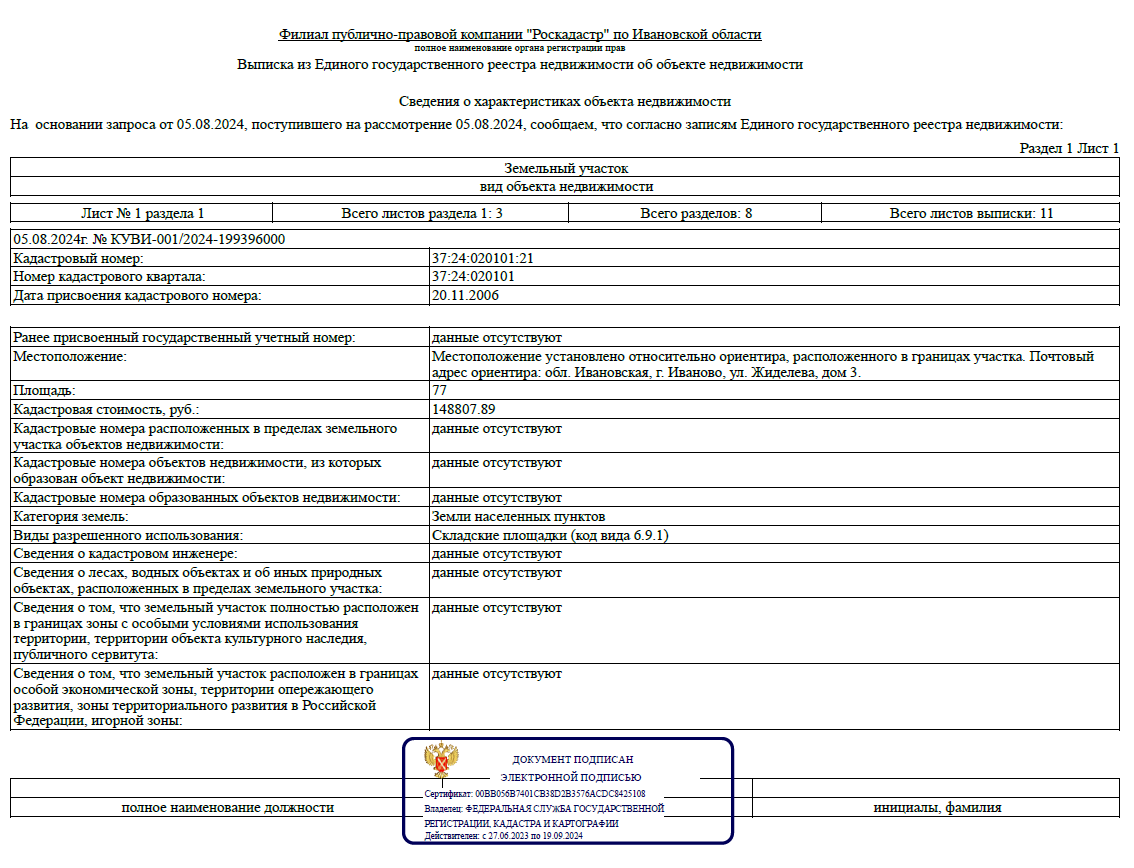 Филиал публично-правовой компании "Роскадастр" по Ивановской области
полное наименование органа регистрации прав
Выписка из Единого государственного реестра недвижимости об объекте недвижимости
Сведения о характеристиках объекта недвижимости
На основании запроса от 05.08.2024, поступившего на рассмотрение 05.08.2024, сообщаем, что согласно записям Единого государственного реестра недвижимости:
Раздел 1 Лист 1
Земельный участок
вид объекта недвижимости
Лист № 1 раздела 1 Всего листов раздела 1: 3 Всего разделов: 8 Всего листов выписки: 11
05.08.2024г. № КУВИ-001/2024-199396000
Кадастровый номер: 37:24:020101:21
Номер кадастрового квартала: 37:24:020101
Дата присвоения кадастрового номера: 20.11.2006
Ранее присвоенный государственный учетный номер: данные отсутствуют
Местоположение: Местоположение установлено относительно ориентира, расположенного в границах участка. Почтовый
адрес ориентира: обл. Ивановская, г. Иваново, ул. Жиделева, дом 3.
Площадь: 77
Кадастровая стоимость, руб.: 148807.89
Кадастровые номера расположенных в пределах земельного данные отсутствуют
участка объектов недвижимости:
Кадастровые номера объектов недвижимости, из которых данные отсутствуют
образован объект недвижимости:
Кадастровые номера образованных объектов недвижимости: данные отсутствуют
Категория земель: Земли населенных пунктов
Виды разрешенного использования: Складские площадки (код вида 6.9.1)
Сведения о кадастровом инженере: данные отсутствуют
Сведения о лесах, водных объектах и об иных природных данные отсутствуют
объектах, расположенных в пределах земельного участка:
Сведения о том, что земельный участок полностью расположен данные отсутствуют
в границах зоны с особыми условиями использования
территории, территории объекта культурного наследия,
публичного сервитута:
Сведения о том, что земельный участок расположен в границах данные отсутствуют
особой экономической зоны, территории опережающего
развития, зоны территориального развития в Российской
Федерации, игорной зоны:
ДОКУМЕНТ ПОДПИСАН
ЭЛЕКТРОННОЙ ПОДПИСЬЮ
Сертификат: 00BB056B7401CB38D2B3576ACDC8425108
Владелец: ФЕДЕРАЛЬНАЯ СЛУЖБА ГОСУДАРСТВЕННОЙ
РЕГИСТРАЦИИ, КАДАСТРА И КАРТОГРАФИИ
Действителен: с 27.06.2023 по 19.09.2024
полное наименование должности инициалы, фамилия